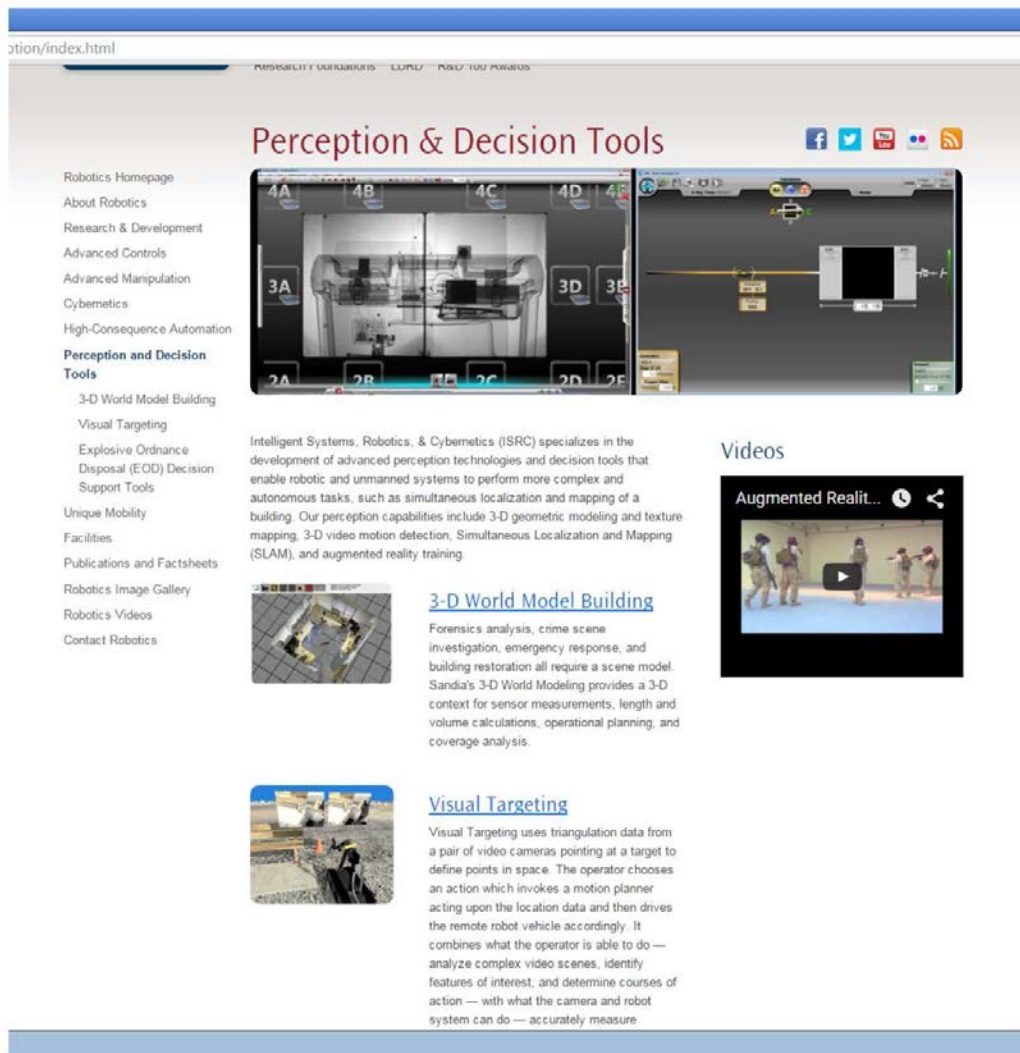 ption/index.html
Research Foundations LDRD R&D 100 Awards
Perception & Decision Tools
Robotics Homepage
About Robotics
Research & Development
Advanced Controls
Advanced Manipulation
Cybernetics
High-Consequence Automation
Perception and Decision
Tools
3-D World Model Building
Visual Targeting
Explosive Ordnance
Disposal (EOD) Decision
Support Tools
Unique Mobility
Facilities
Publications and Factsheets
Robotics Image Gallery
Robotics Videos
Contact Robotics
You
Tube
4A 4B 4C 4D 4E
3A 3D 3E
2A 2B 2C 2D 2E
Intelligent Systems, Robotics, & Cybernetics (ISRC) specializes in the
development of advanced perception technologies and decision tools that
enable robotic and unmanned systems to perform more complex and
autonomous tasks, such as simultaneous localization and mapping of a
building. Our perception capabilities include 3-D geometric modeling and texture
mapping, 3-D video motion detection, Simultaneous Localization and Mapping
(SLAM), and augmented reality training.
Videos
Augmented Realit...
3-D World Model Building
Forensics analysis, crime scene
investigation, emergency response, and
building restoration all require a scene model.
Sandia's 3-D World Modeling provides a 3-D
context for sensor measurements, length and
volume calculations, operational planning, and
coverage analysis.
Visual Targeting
Visual Targeting uses triangulation data from
a pair of video cameras pointing at a target to
define points in space. The operator chooses
an action which invokes a motion planner
acting upon the location data and then drives
the remote robot vehicle accordingly. It
combines what the operator is able to do —
analyze complex video scenes, identify
features of interest, and determine courses of
action — with what the camera and robot
system can do — accurately measure